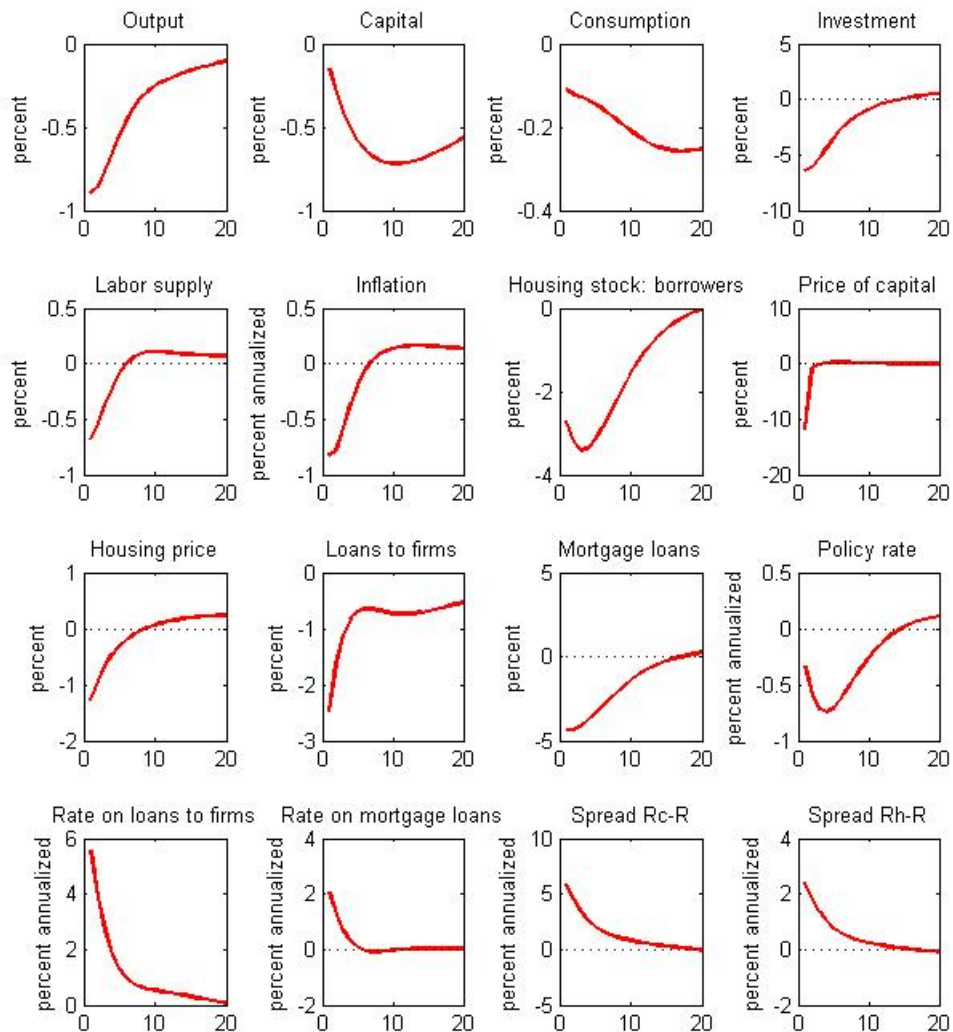 Output Capital Consumption Investment
0 0 0 5
percent percent percent percent
-0.5 -0.5 -0.2 0
-5
-1 -1 -0.4 -10
0 10 20 0 10 20 0 10 20 0 10 20
Labor supply Inflation Housing stock: borrowers Price of capital
0.5 0.5 0 10
percent percent annualized percent percent
0 0 -2 0
-0.5 -0.5 -10
-1 -1 -4 -20
0 10 20 0 10 20 0 10 20 0 10 20
Housing price Loans to firms Mortgage loans Policy rate
1 0 5 0.5
percent percent percent percent annualized
0 -1 0 0
-1 -2 -0.5
-2 -3 -5 -1
0 10 20 0 10 20 0 10 20 0 10 20
Rate on loans to firms Rate on mortgage loans Spread Rc-R Spread Rh-R
6 4 10 4
percent annualized percent annualized percent annualized percent annualized
4 2 5 2
2 0 0 0
0 -2 -5 -2
0 10 20 0 10 20 0 10 20 0 10 20